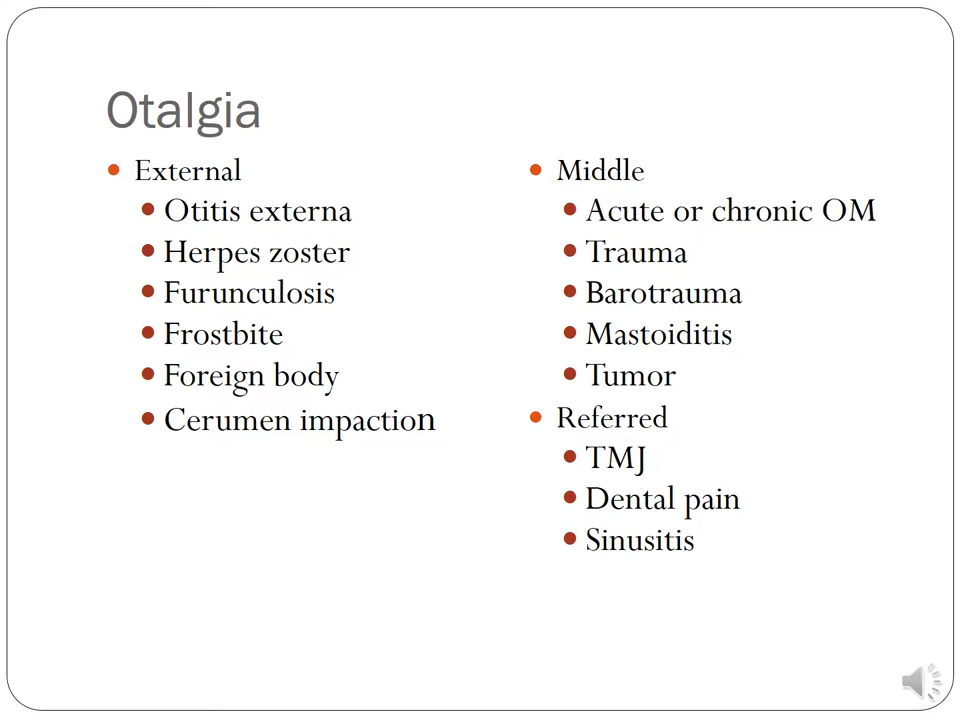 Otalgia
External
Otitis externa
Herpes zoster
Furunculosis
Frostbite
Foreign body
Cerumen impaction
Middle
Acute or chronic OM
Trauma
Barotrauma
Mastoiditis
Tumor
Referred
TMJ
Dental pain
Sinusitis